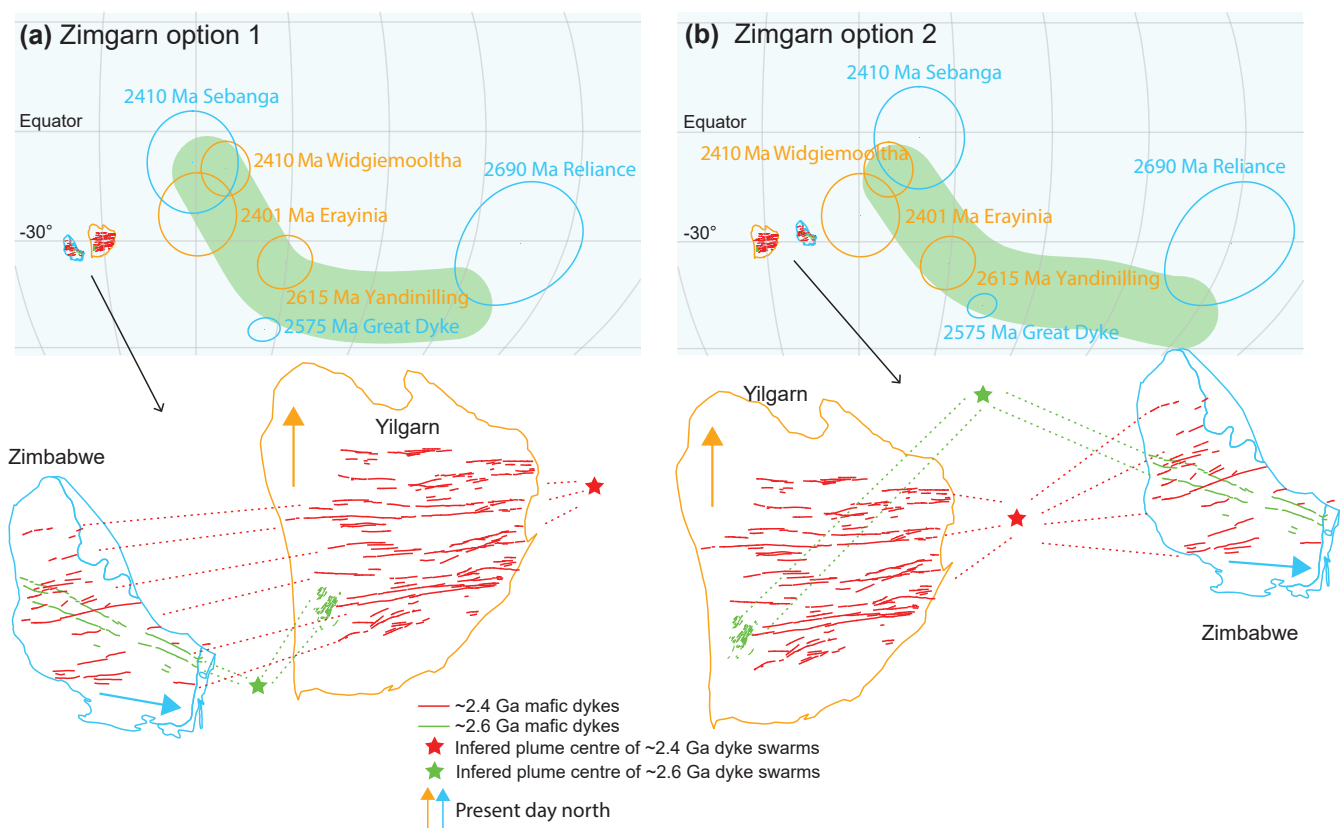 (a) Zimgarn option 1
2410 Ma Sebanga
Equator
2410 Ma Widgiemooltha
2690 Ma Reliance
2401 Ma Erayinia
-30°
2615 Ma Yandinilling
2575 Ma Great Dyke
(b) Zimgarn option 2
2410 Ma Sebanga
Equator
2410 Ma Widgiemooltha
2690 Ma Reliance
2401 Ma Erayinia
-30°
2615 Ma Yandinilling
2575 Ma Great Dyke
Yilgarn
Zimbabwe
Yilgarn
Zimbabwe
~2.4 Ga mafic dykes
~2.6 Ga mafic dykes
Infered plume centre of ~2.4 Ga dyke swarms
Infered plume centre of ~2.6 Ga dyke swarms
Present day north